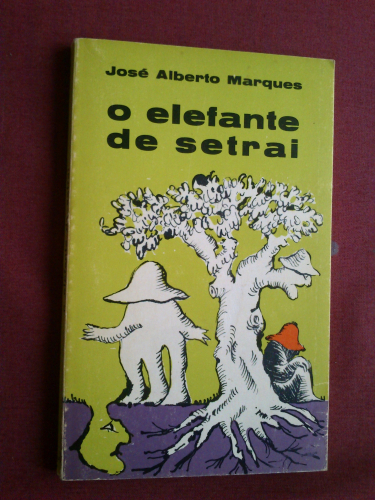 José Alberto Marques
o elefante
de setrai